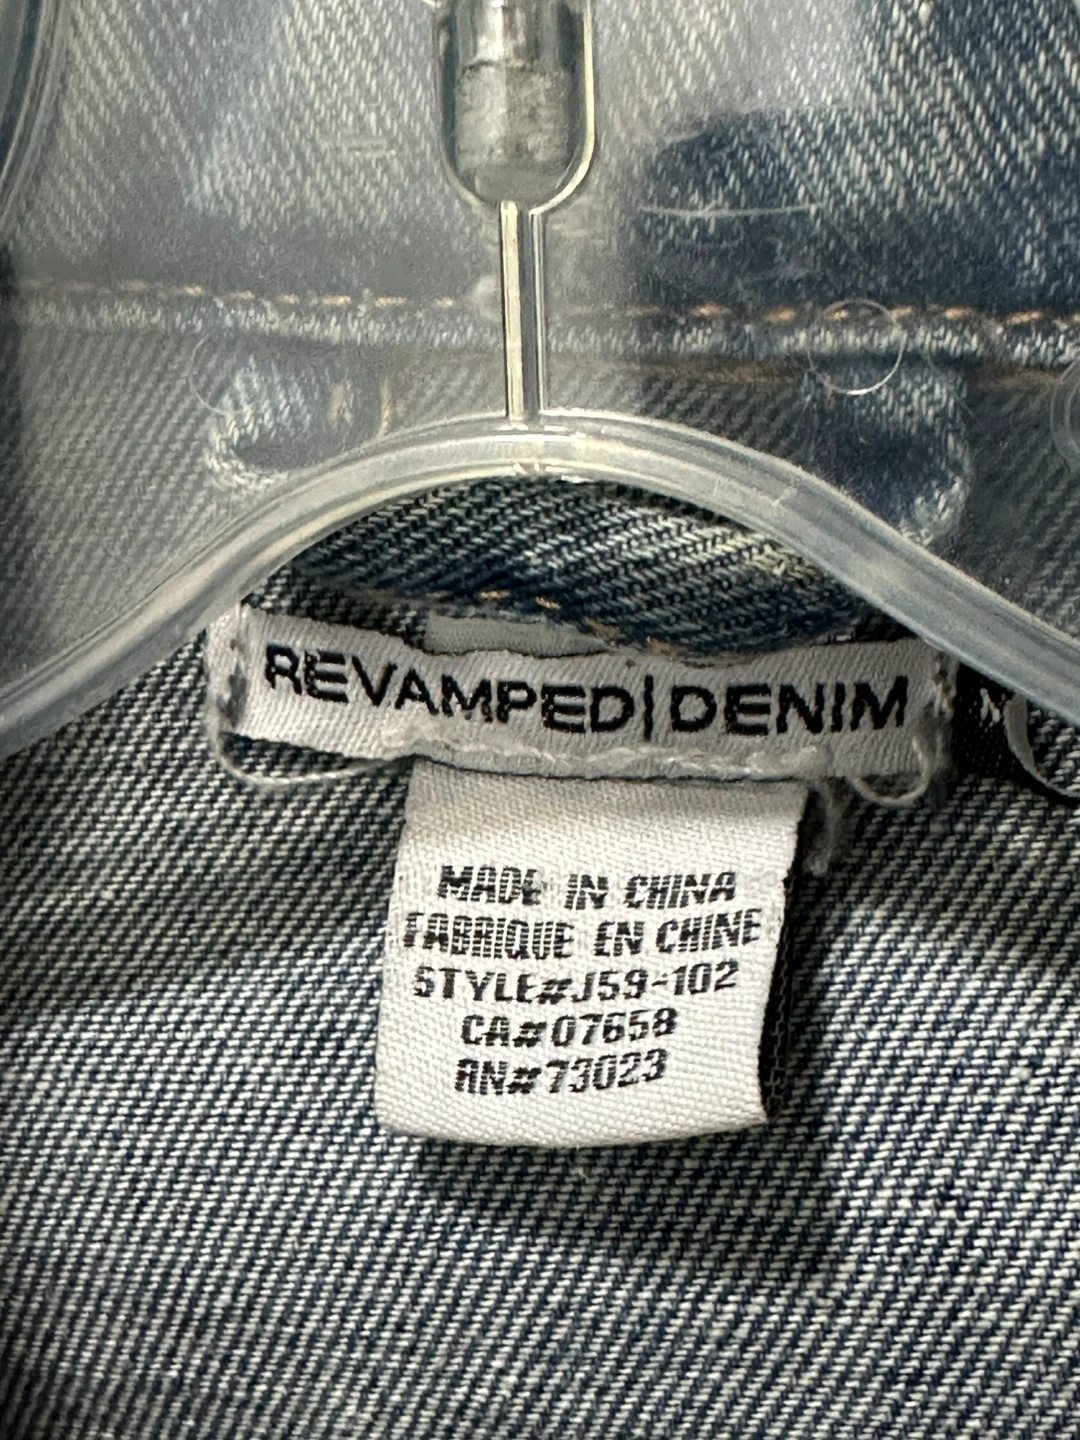 REVAMPED|DENIM
M
MADE IN CHINA
FABRIQUE EN CHINE
STYLE#J59-102
CA#07658
RN#73023